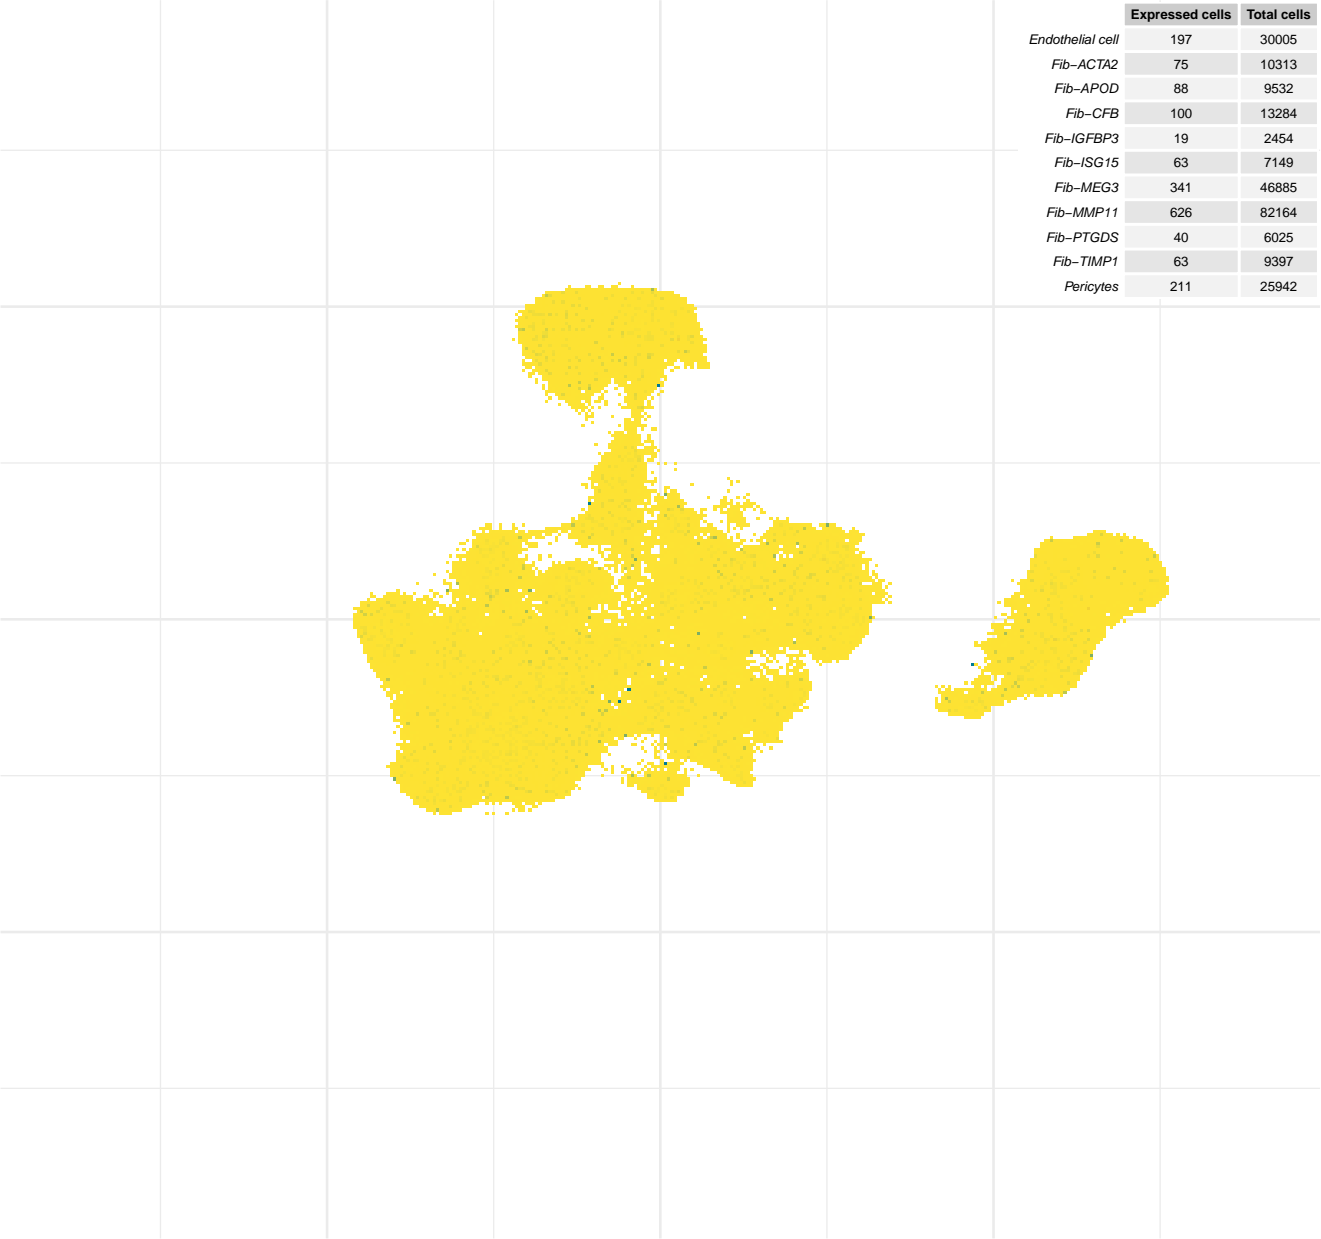 Expressed cells Total cells
Endothelial cell 197 30005
Fib−ACTA2 75 10313
Fib−APOD 88 9532
Fib−CFB 100 13284
Fib−IGFBP3 19 2454
Fib−ISG15 63 7149
Fib−MEG3 341 46885
Fib−MMP11 626 82164
Fib−PTGDS 40 6025
Fib−TIMP1 63 9397
Pericytes 211 25942